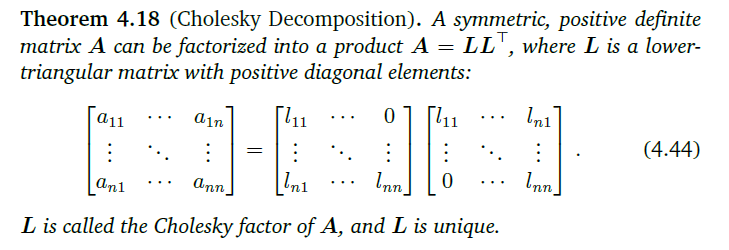 Theorem 4.18 (Cholesky Decomposition). A symmetric, positive definite
matrix A can be factorized into a product A = LL⊤, where L is a lower-
triangular matrix with positive diagonal elements:
[a11 ⋯ a1n] [l11 ⋯ 0] [l11 ⋯ ln1]
[⋮ ⋱ ⋮] = [⋮ ⋱ ⋮] [⋮ ⋱ ⋮] . (4.44)
[an1 ⋯ ann] [ln1 ⋯ lnn] [0 ⋯ lnn]
L is called the Cholesky factor of A, and L is unique.